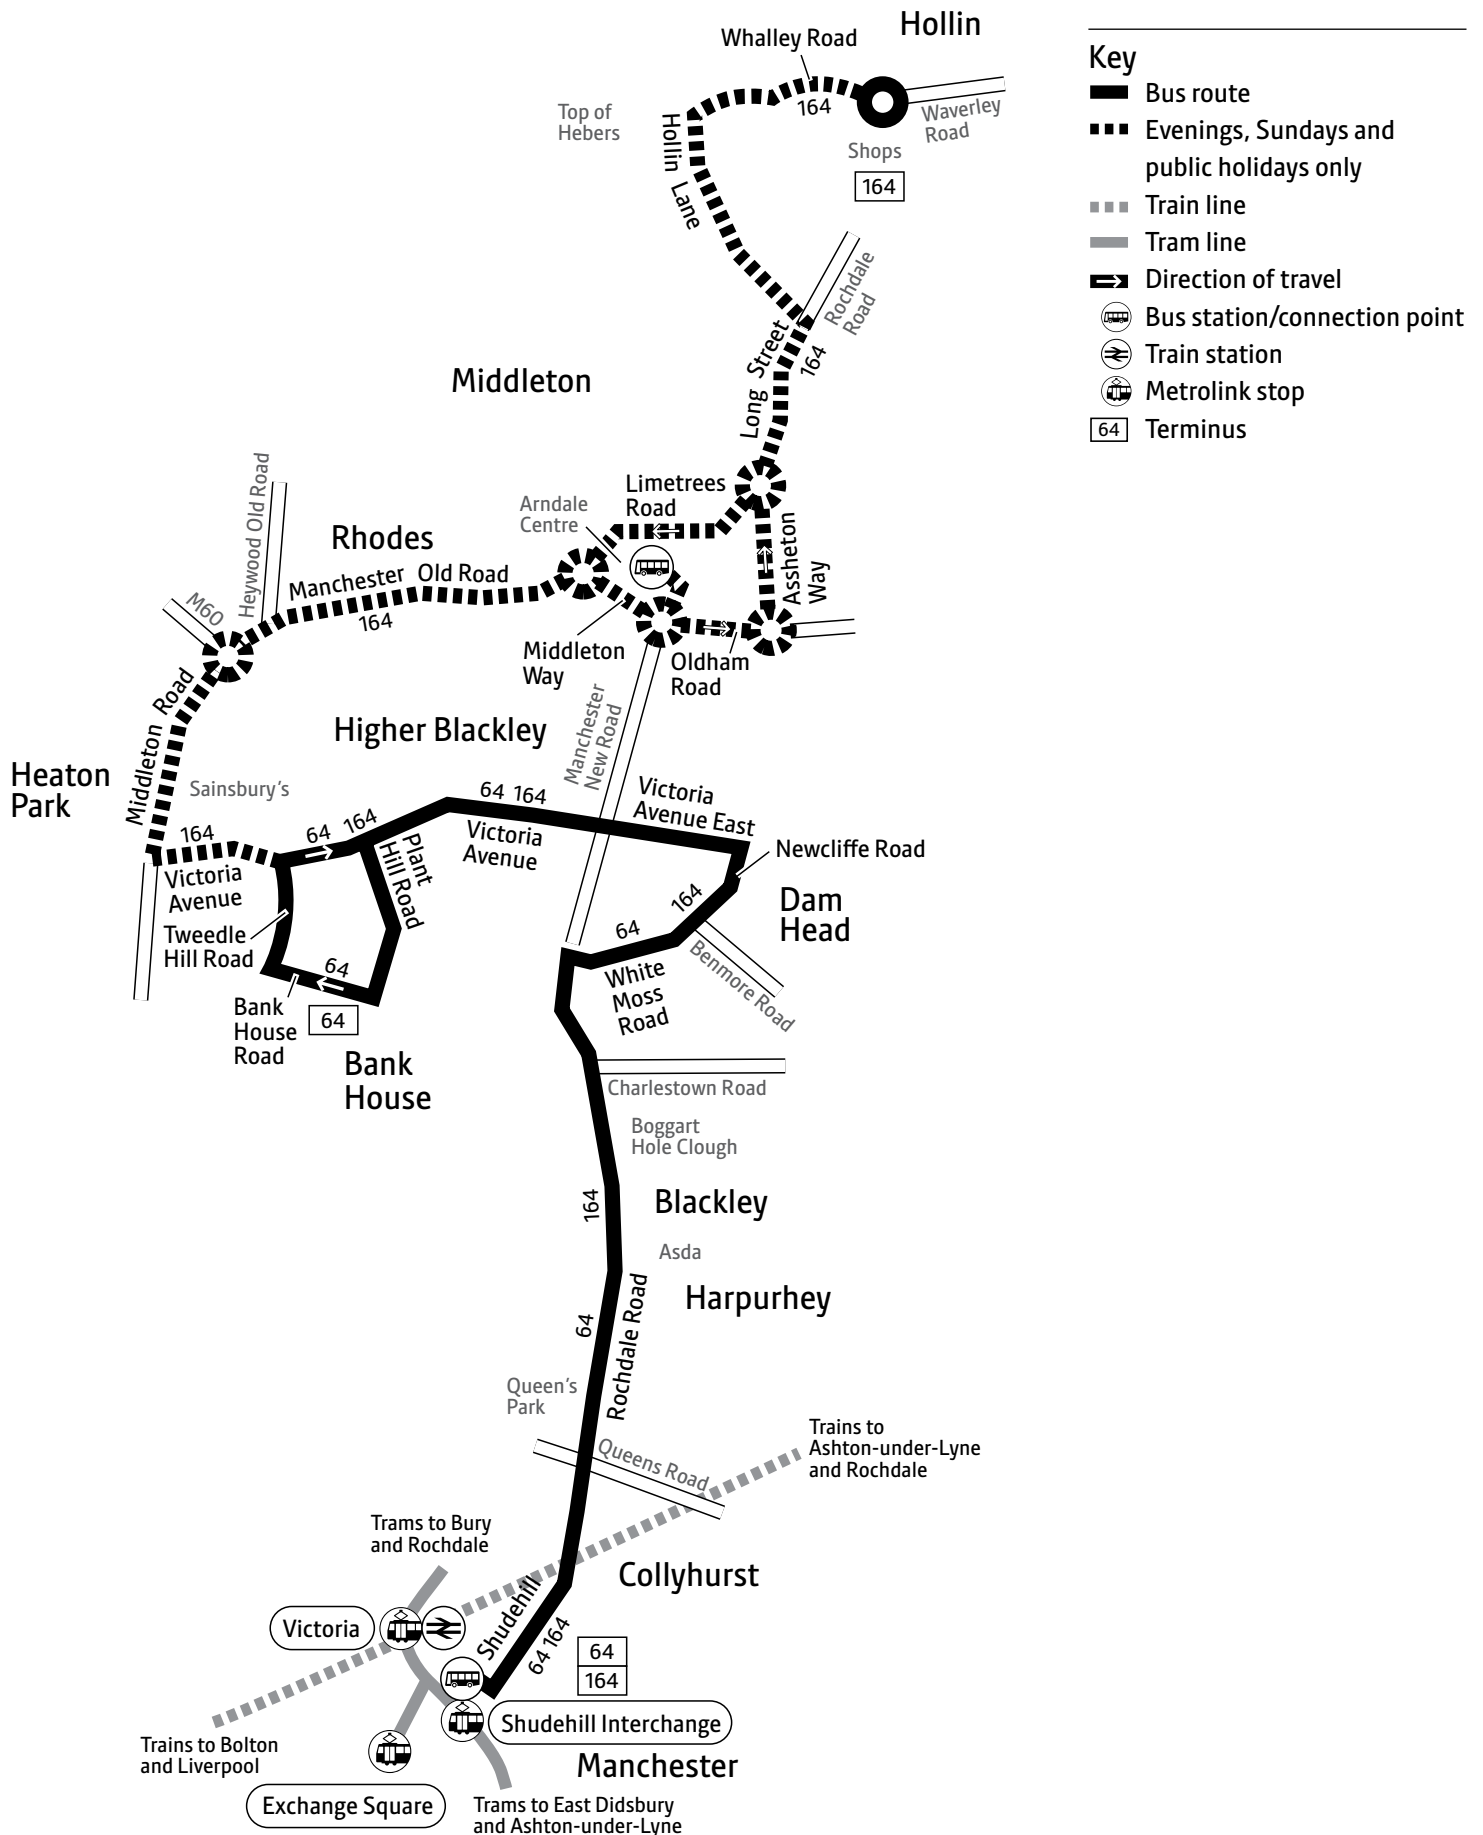 Hollin
Whalley Road
164
Waverley
Road
Top of
Hebers
Hollin Lane
Shops
164
Rochdale
Road
Long Street
164
Middleton
Key
Bus route
Evenings, Sundays and
public holidays only
Train line
Tram line
Direction of travel
Bus station/connection point
Train station
Metrolink stop
64 Terminus
Limetrees
Road
Arndale
Centre
Heywood Old Road
Rhodes
Manchester Old Road
164
M60
Assheton
Way
Middleton
Way
Oldham
Road
Middleton Road
Higher Blackley
Manchester
New Road
Heaton
Park
Sainsbury's
164
Victoria
Avenue
64 164
Plant
Hill Road
64 164
Victoria
Avenue
Victoria
Avenue East
Newcliffe Road
Dam
Head
164
64
White
Moss
Road
Benmore Road
Tweedle
Hill Road
64
Bank
House
Road
64
Bank
House
Charlestown Road
Boggart
Hole Clough
164
Blackley
Asda
Harpurhey
64
Rochdale Road
Queen's
Park
Queens Road
Trains to
Ashton-under-Lyne
and Rochdale
Trams to Bury
and Rochdale
Collyhurst
Victoria
Shudehill
64 164
64
164
Shudehill Interchange
Trains to Bolton
and Liverpool
Manchester
Exchange Square
Trams to East Didsbury
and Ashton-under-Lyne